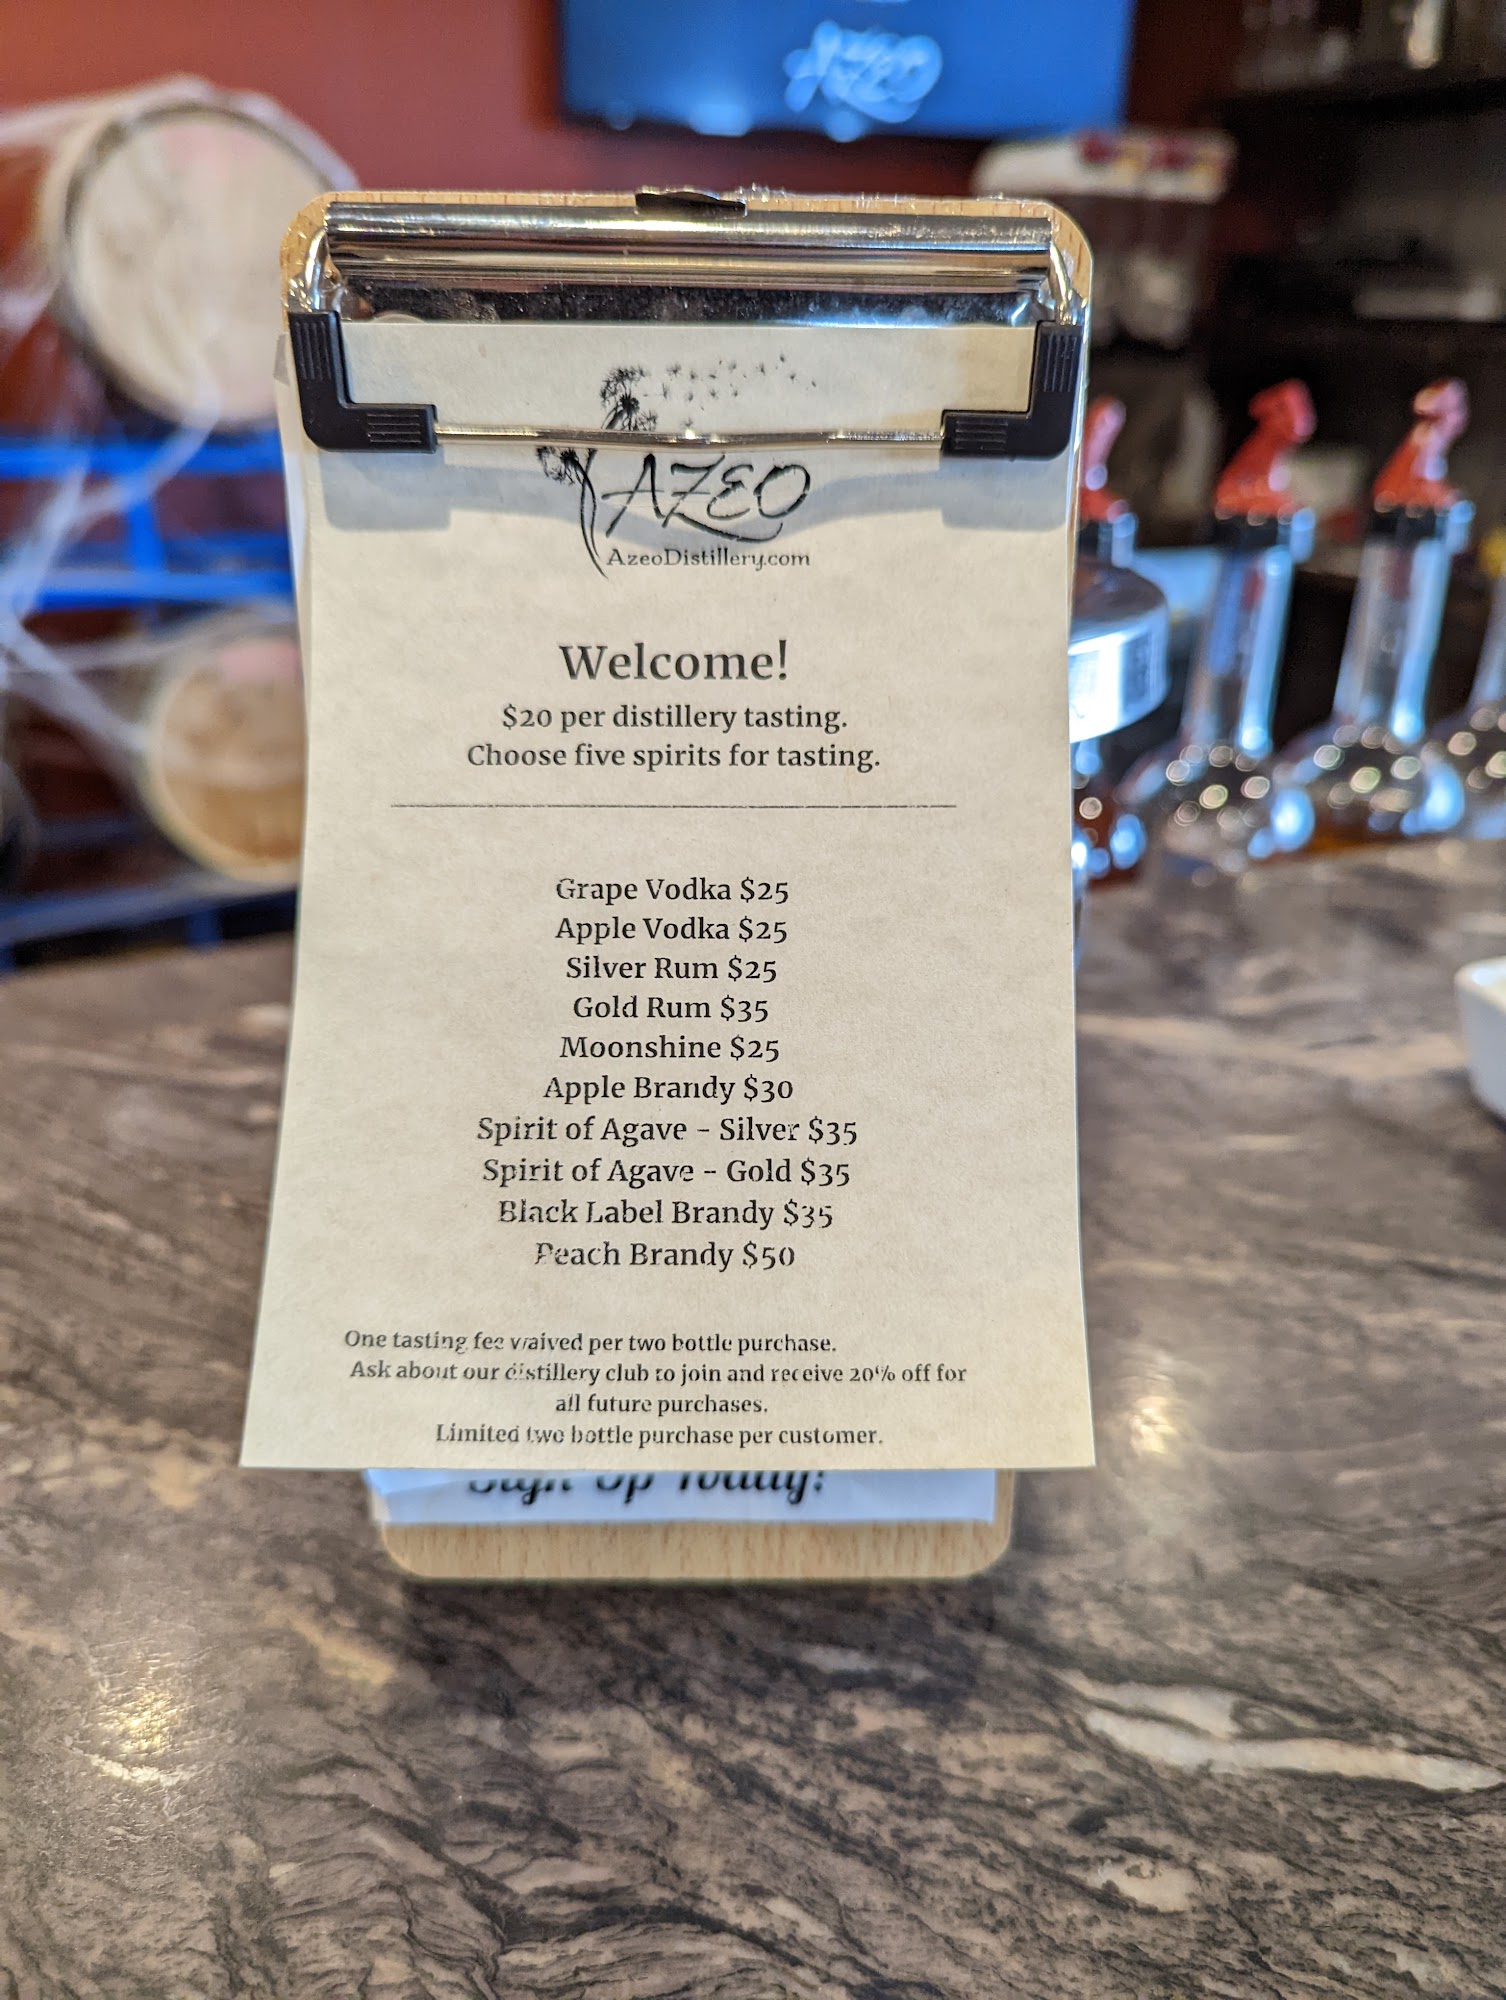 AZEO
AZEO
AzeoDistillery.com
Welcome!
$20 per distillery tasting.
Choose five spirits for tasting.
Grape Vodka $25
Apple Vodka $25
Silver Rum $25
Gold Rum $35
Moonshine $25
Apple Brandy $30
Spirit of Agave - Silver $35
Spirit of Agave - Gold $35
Black Label Brandy $35
Peach Brandy $50
One tasting fee waived per two bottle purchase.
Ask about our distillery club to join and receive 20% off for
all future purchases.
Limited two bottle purchase per customer.
Sign Up Today!